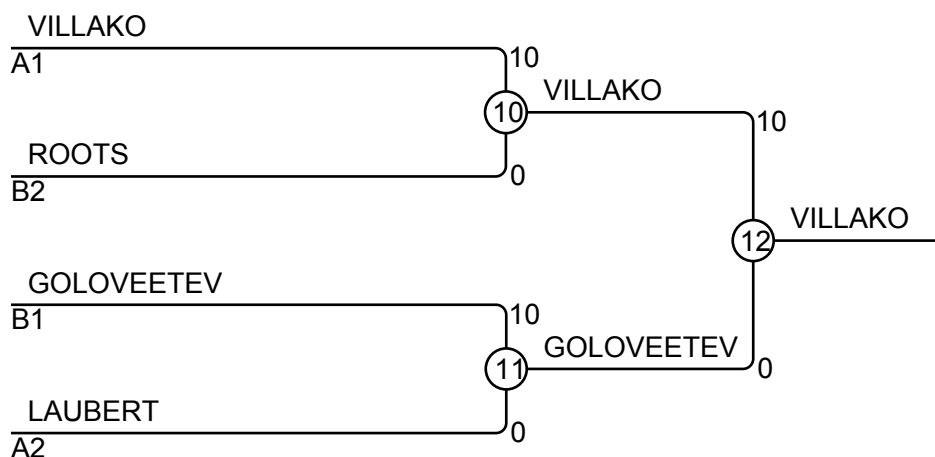 VILLAKO
A1
10
10
VILLAKO
10
ROOTS
B2
0
12
VILLAKO
GOLOVEETEV
B1
10
11
GOLOVEETEV
0
LAUBERT
A2
0